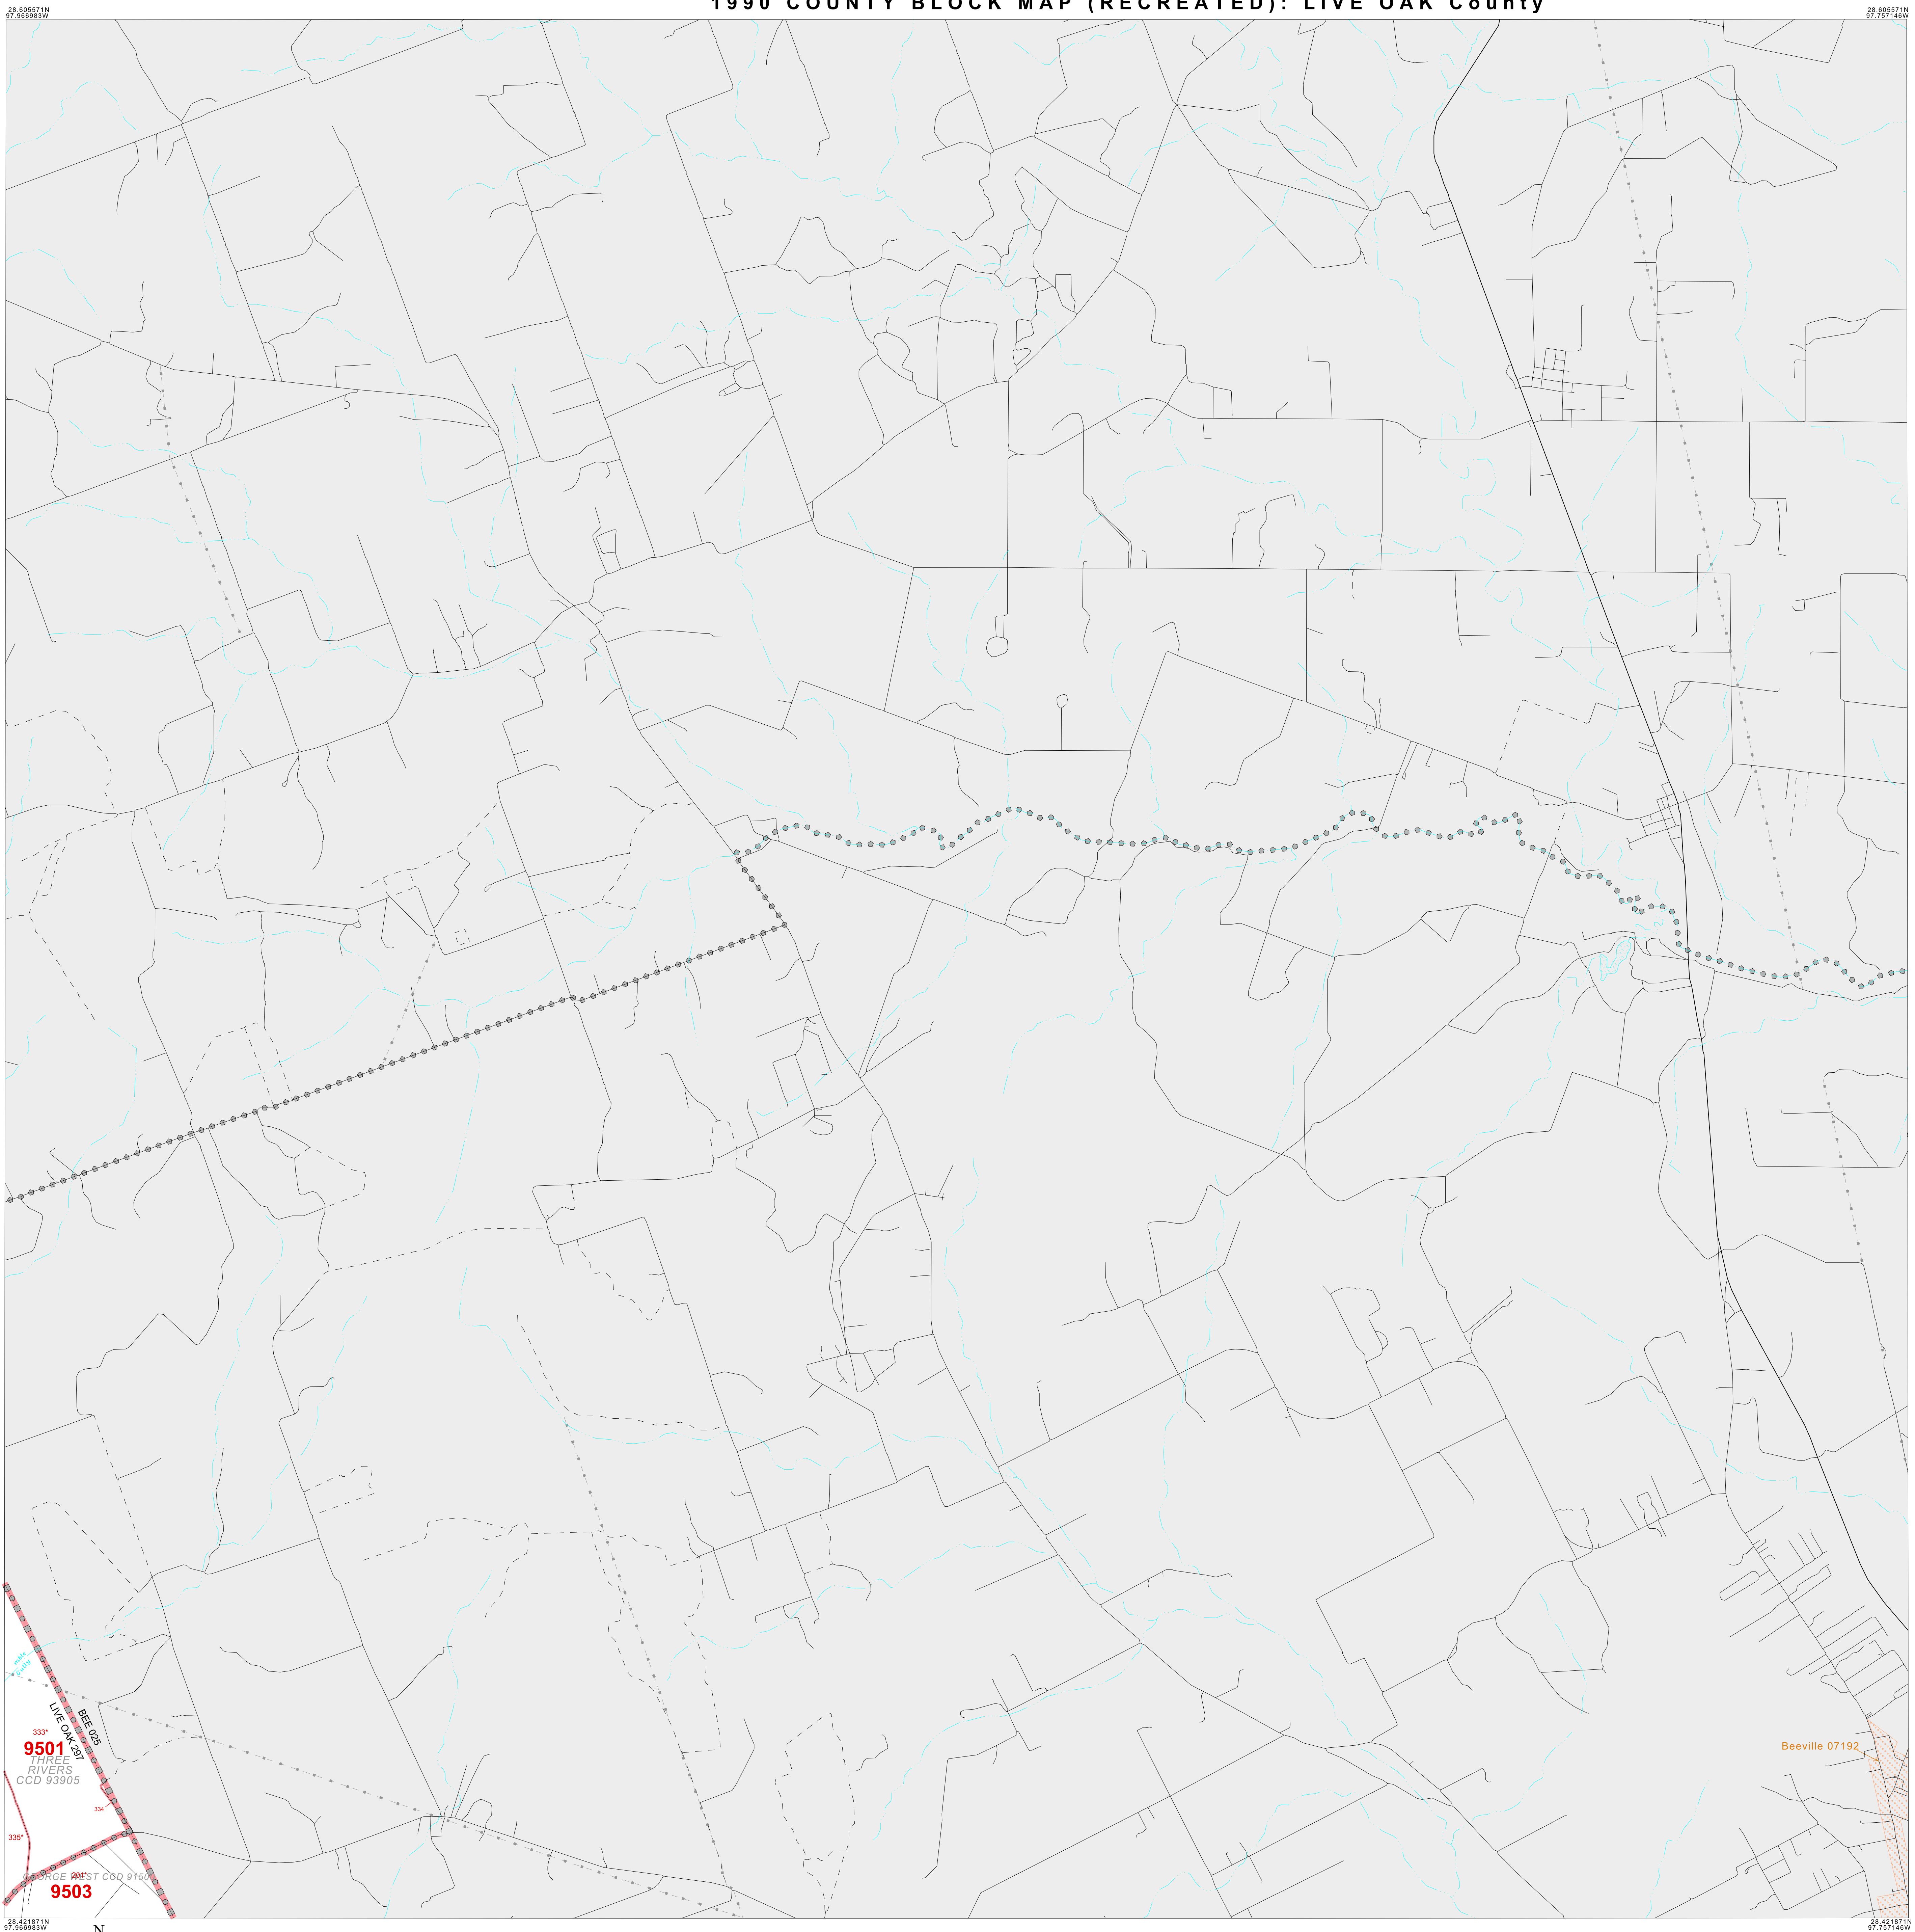 1990 COUNTY BLOCK MAP (RECREATED): LIVE OAK County
28.605571N
97.966983W
28.605571N
97.757146W
BEE 025
LIVE OAK 297
333*
9501
THREE
RIVERS
CCD 93905
334
335*
GEORGE WEST CCD 9150
9503
Beeville 07192
28.421871N
97.966983W
N
28.421871N
97.757146W